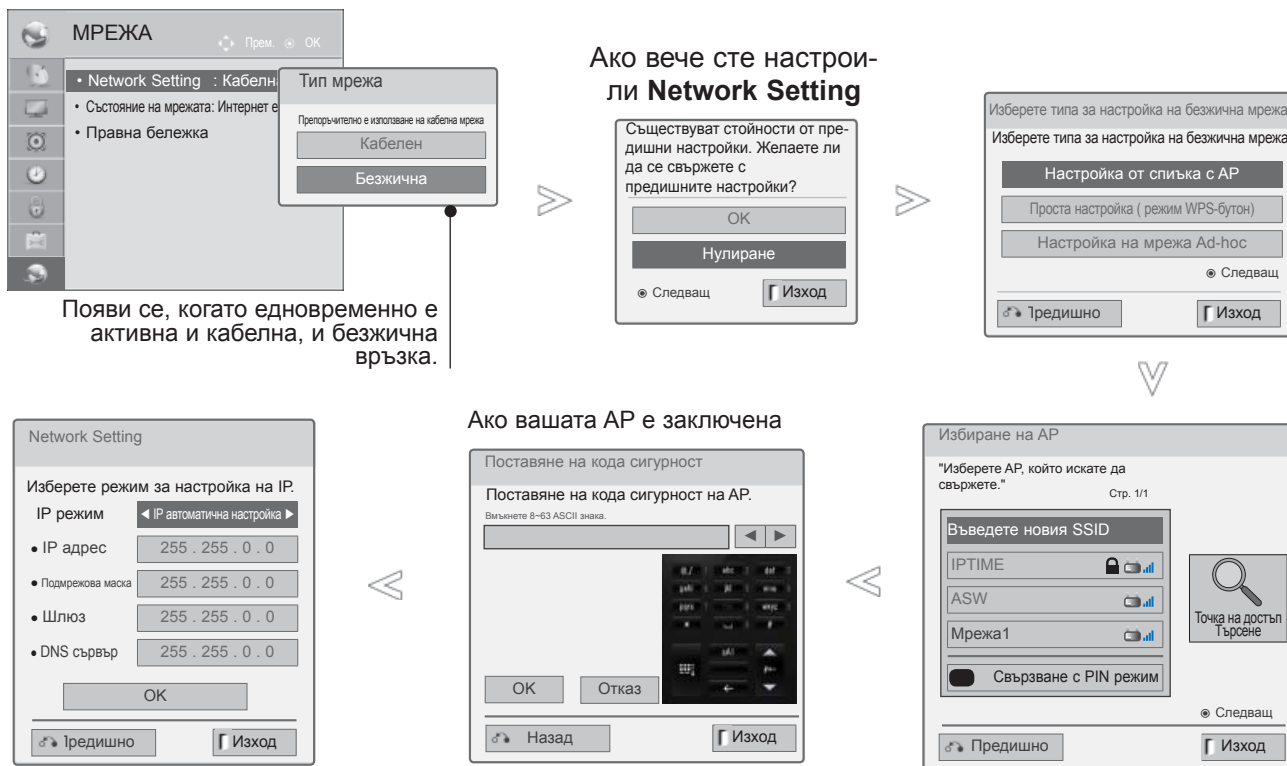 МРЕЖА
Прем. ОК
• Network Setting : Кабелн
• Състояние на мрежата: Интернет е
• Правна бележка
Тип мрежа
Препоръчително е използване на кабелна мрежа
Кабелен
Безжична
Появи се, когато едновременно е
активна и кабелна, и безжична
връзка.
Ако вече сте настрои-
ли Network Setting
Съществуват стойности от пре-
дишни настройки. Желаете ли
да се свържете с
предишните настройки?
ОК
Нулиране
Следващ
Изход
Изберете типа за настройка на безжична мрежа
Изберете типа за настройка на безжична мрежа
Настройка от спиъка с AP
Проста настройка ( режим WPS-бутон)
Настройка на мрежа Ad-hoc
Следващ
Предишно
Изход
Избиране на AP
"Изберете AP, който искате да
свържете."
Стр. 1/1
Въведете новия SSID
IPTIME
ASW
Мрежа1
Свързване с PIN режим
Точка на достъп
Търсене
Следващ
Предишно
Изход
Ако вашата AP е заключена
Поставяне на кода сигурност
Поставяне на кода сигурност на AP.
Вмъкнете 8~63 ASCII знака.
ОК
Отказ
Назад
Изход
Network Setting
Изберете режим за настройка на IP.
IP режим
IP автоматична настройка
• IP адрес
255 . 255 . 0 . 0
• Подмрежова маска
255 . 255 . 0 . 0
• Шлюз
255 . 255 . 0 . 0
• DNS сървър
255 . 255 . 0 . 0
ОК
Предишно
Изход